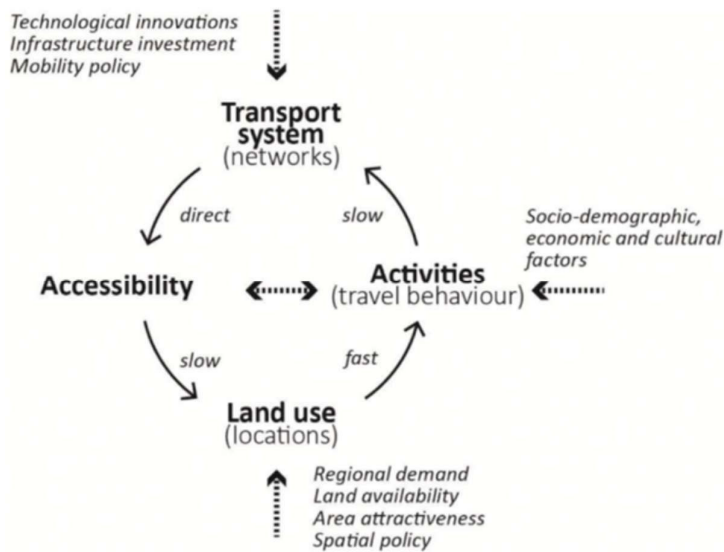 Technological innovations
Infrastructure investment
Mobility policy
Transport
system
(networks)
direct
slow
Socio-demographic,
economic and cultural
factors
Accessibility
Activities
(travel behaviour)
slow
fast
Land use
(locations)
Regional demand
Land availability
Area attractiveness
Spatial policy